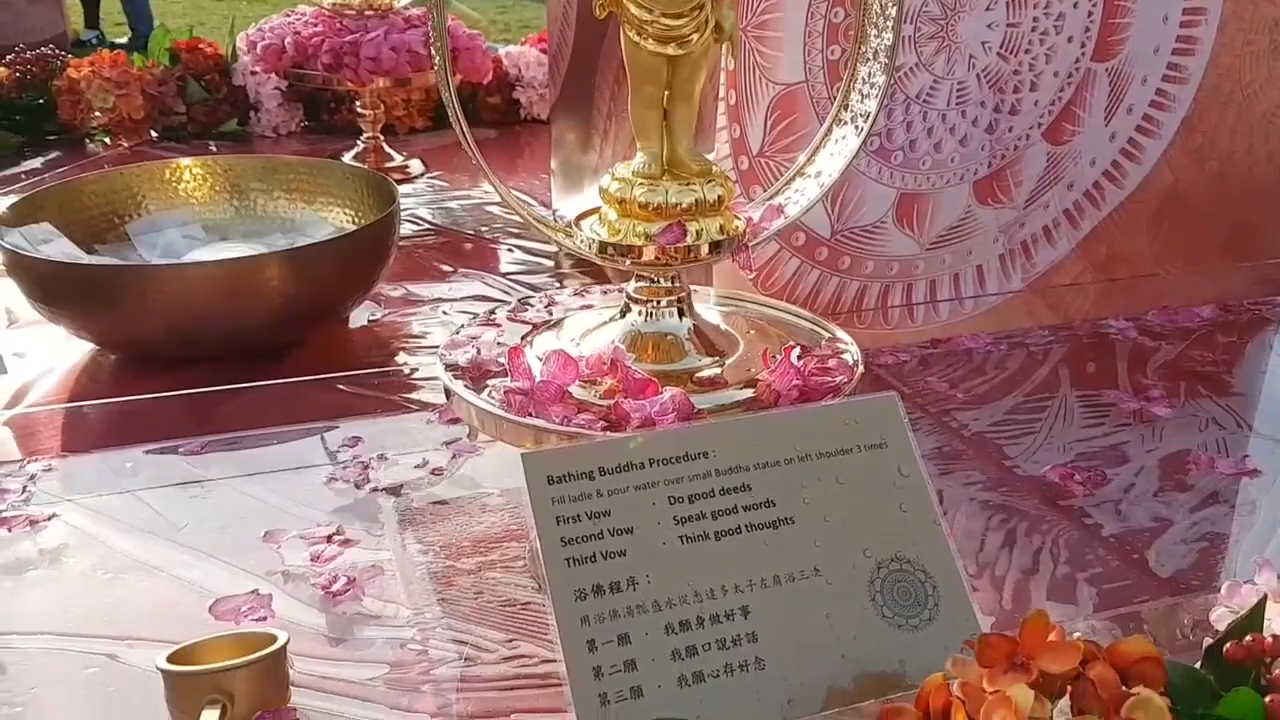 Bathing Buddha Procedure :
Fill ladle & pour water over small Buddha statue on left shoulder 3 times
First Vow · Do good deeds
Second Vow · Speak good words
Third Vow · Think good thoughts
浴佛程序：
用浴佛湯瓢盛水從悉達多太子左肩浴三次
第一願 · 我願身做好事
第二願 · 我願口說好話
第三願 · 我願心存好念